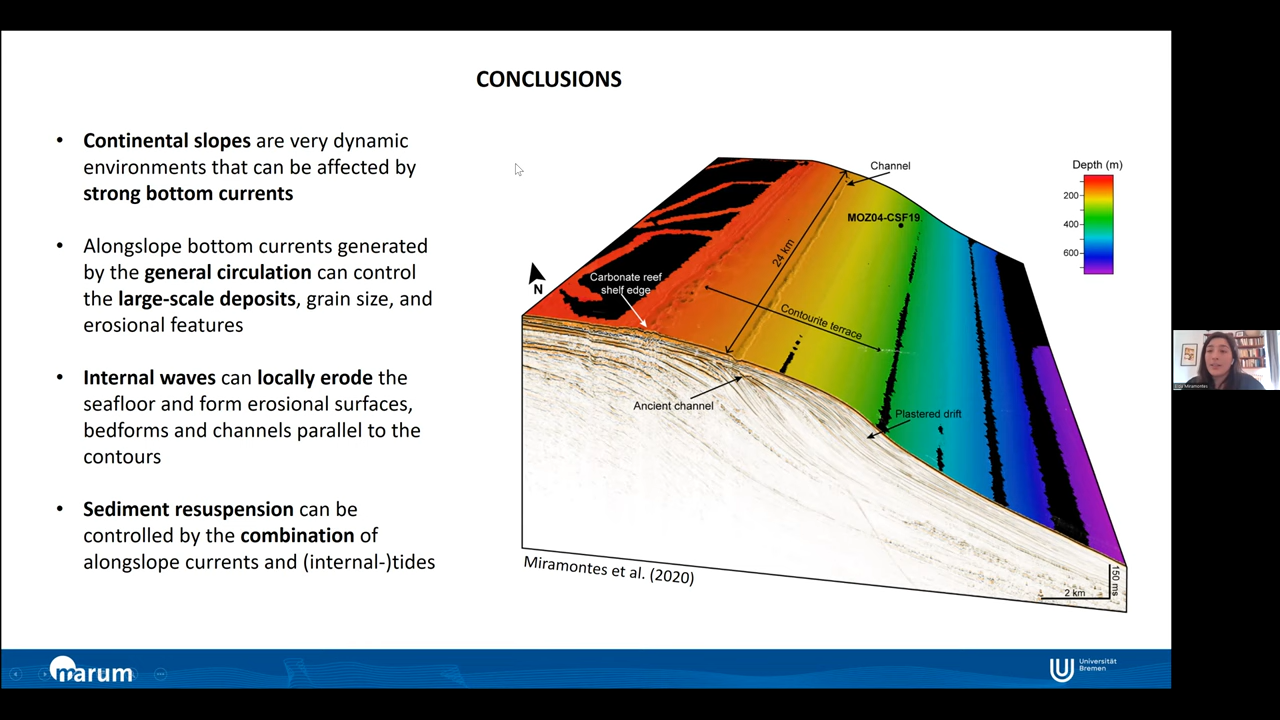 CONCLUSIONS
• Continental slopes are very dynamic
environments that can be affected by
strong bottom currents
• Alongslope bottom currents generated
by the general circulation can control
the large-scale deposits, grain size, and
erosional features
• Internal waves can locally erode the
seafloor and form erosional surfaces,
bedforms and channels parallel to the
contours
• Sediment resuspension can be
controlled by the combination of
alongslope currents and (internal-)tides
Channel
Depth (m)
200
400
600
MOZ04-CSF19
24 km
N
Carbonate reef
shelf edge
Contourite terrace
Ancient channel
Plastered drift
150 ms
2 km
Miramontes et al. (2020)
marum
Universität
Bremen
Miramontes